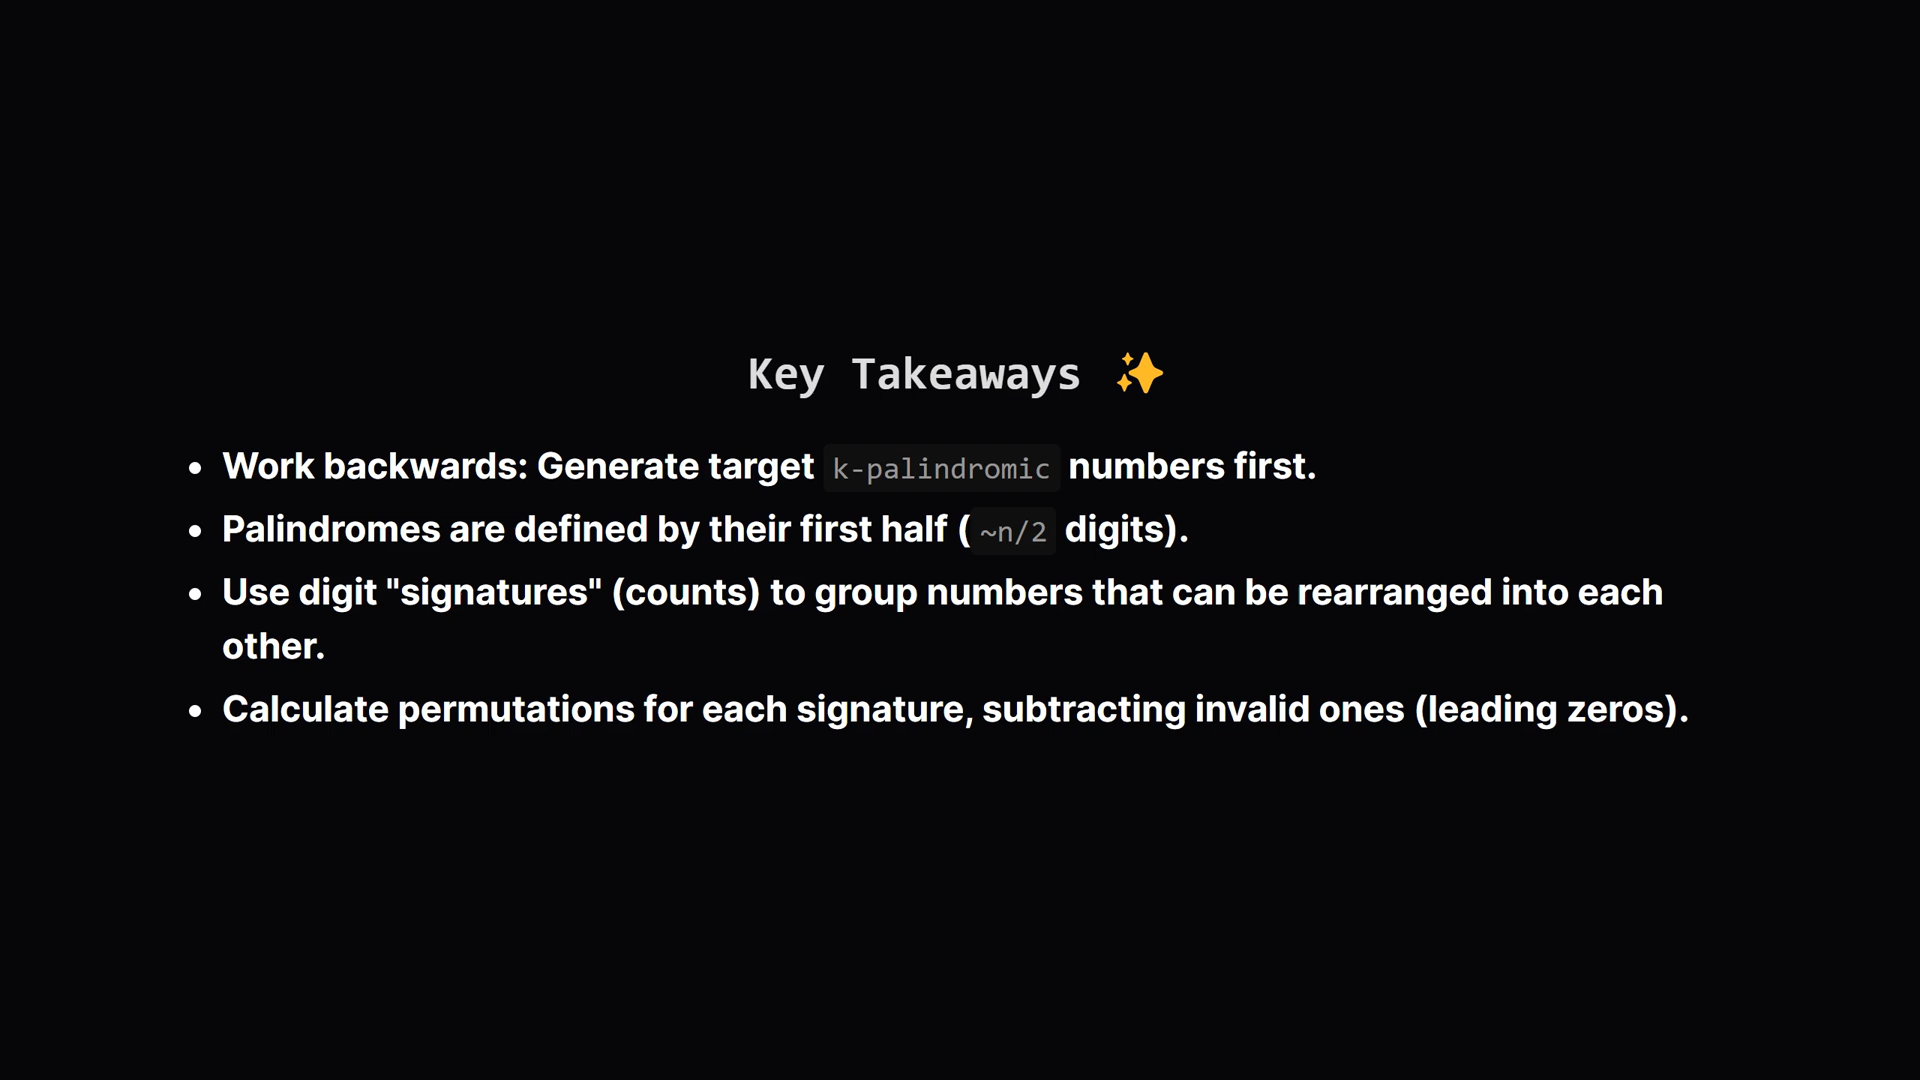 Key Takeaways ✨
• Work backwards: Generate target k-palindromic numbers first.
• Palindromes are defined by their first half ( ~n/2 digits).
• Use digit "signatures" (counts) to group numbers that can be rearranged into each
other.
• Calculate permutations for each signature, subtracting invalid ones (leading zeros).